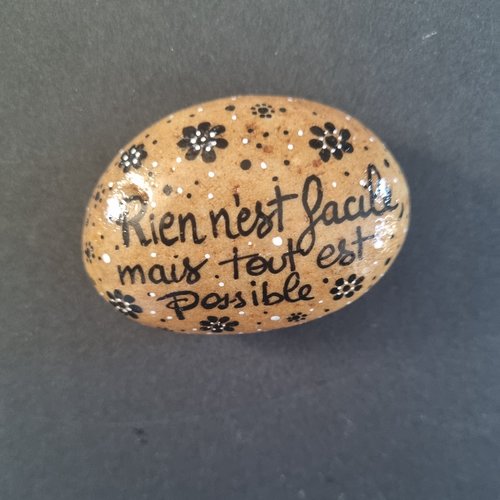 Rien n'est facile,
mais tout est
possible